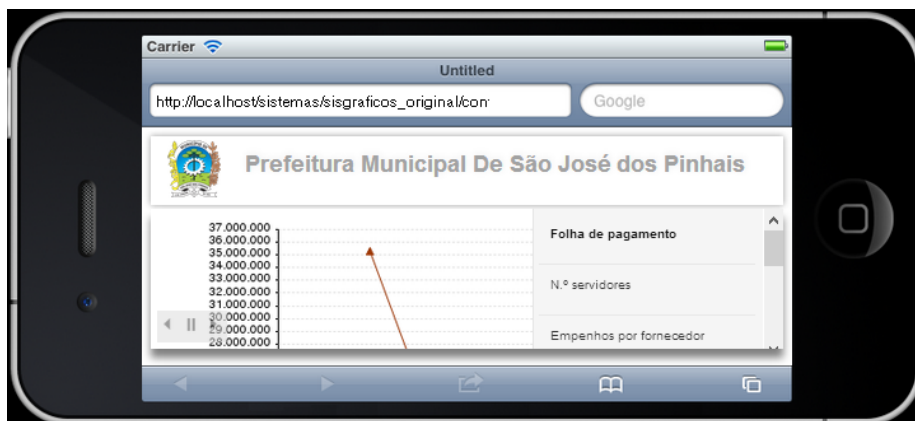 Carrier
Untitled
http://localhost/sistemas/sisgraficos_original/con
Google
Prefeitura Municipal De São José dos Pinhais
37.000.000
36.000.000
35.000.000
34.000.000
33.000.000
32.000.000
31.000.000
30.000.000
29.000.000
28.000.000
Folha de pagamento
N.º servidores
Empenhos por fornecedor